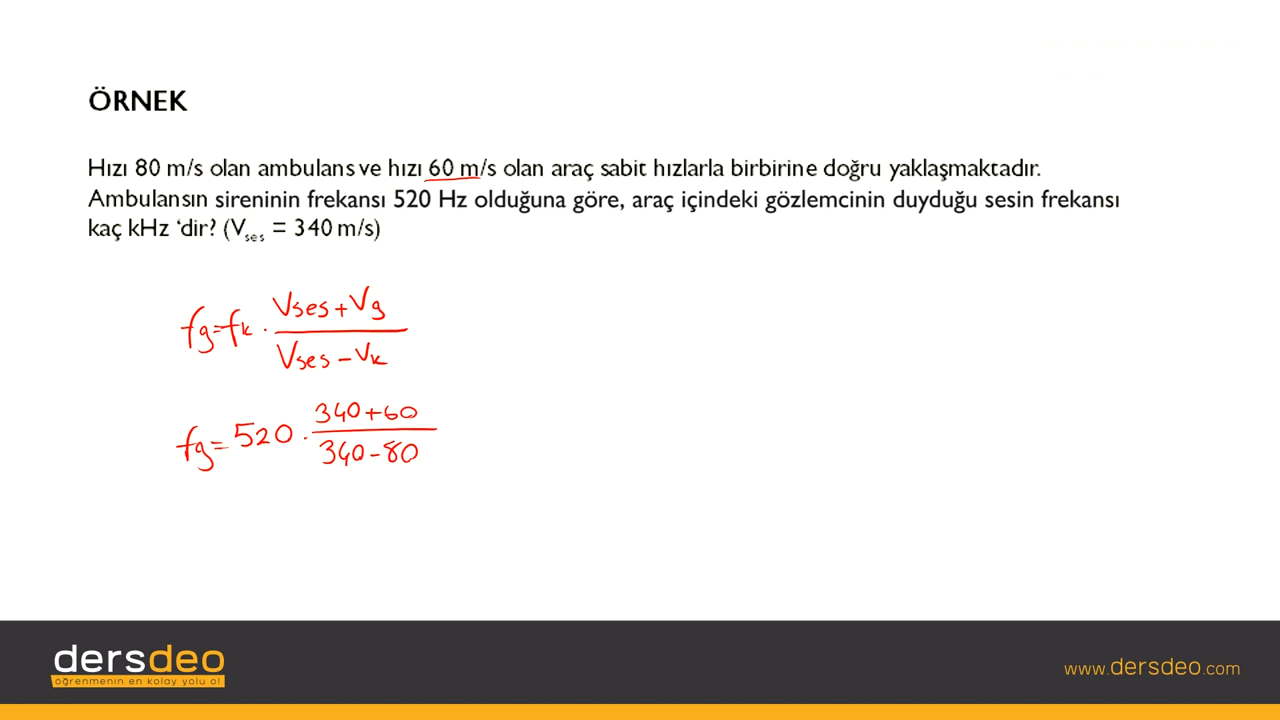 ÖRNEK
Hızı 80 m/s olan ambulans ve hızı 60 m/s olan araç sabit hızlarla birbirine doğru yaklaşmaktadır.
Ambulansın sireninin frekansı 520 Hz olduğuna göre, araç içindeki gözlemcinin duyduğu sesin frekansı
kaç kHz ‘dir? (Vses = 340 m/s)
fg=fk · Vses+Vg
Vses-Vk
fg=520 · 340+60
340-80
dersdeo
öğrenmenin en kolay yolu o!
www.dersdeo.com